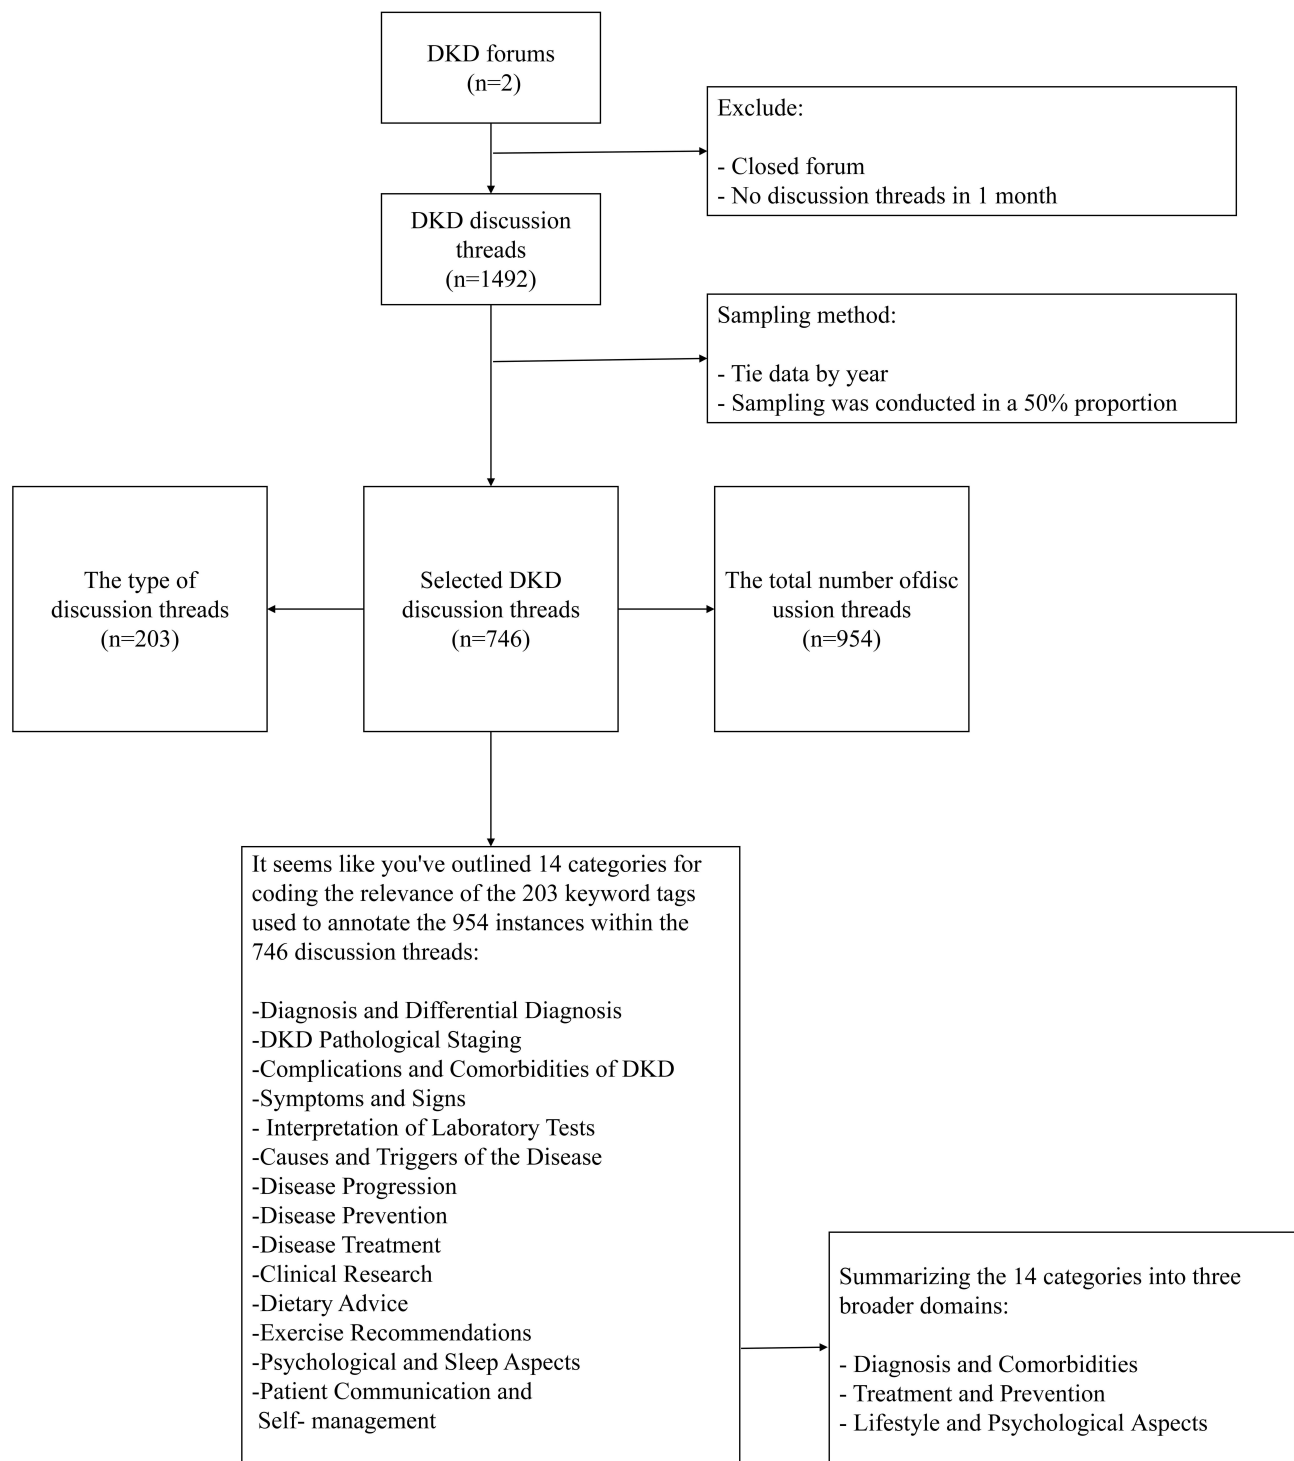 DKD forums
(n=2)
Exclude:
- Closed forum
- No discussion threads in 1 month
DKD discussion
threads
(n=1492)
Sampling method:
- Tie data by year
- Sampling was conducted in a 50% proportion
The type of
discussion threads
(n=203)
Selected DKD
discussion threads
(n=746)
The total number ofdisc
ussion threads
(n=954)
It seems like you've outlined 14 categories for
coding the relevance of the 203 keyword tags
used to annotate the 954 instances within the
746 discussion threads:
-Diagnosis and Differential Diagnosis
-DKD Pathological Staging
-Complications and Comorbidities of DKD
-Symptoms and Signs
- Interpretation of Laboratory Tests
-Causes and Triggers of the Disease
-Disease Progression
-Disease Prevention
-Disease Treatment
-Clinical Research
-Dietary Advice
-Exercise Recommendations
-Psychological and Sleep Aspects
-Patient Communication and
Self- management
Summarizing the 14 categories into three
broader domains:
- Diagnosis and Comorbidities
- Treatment and Prevention
- Lifestyle and Psychological Aspects